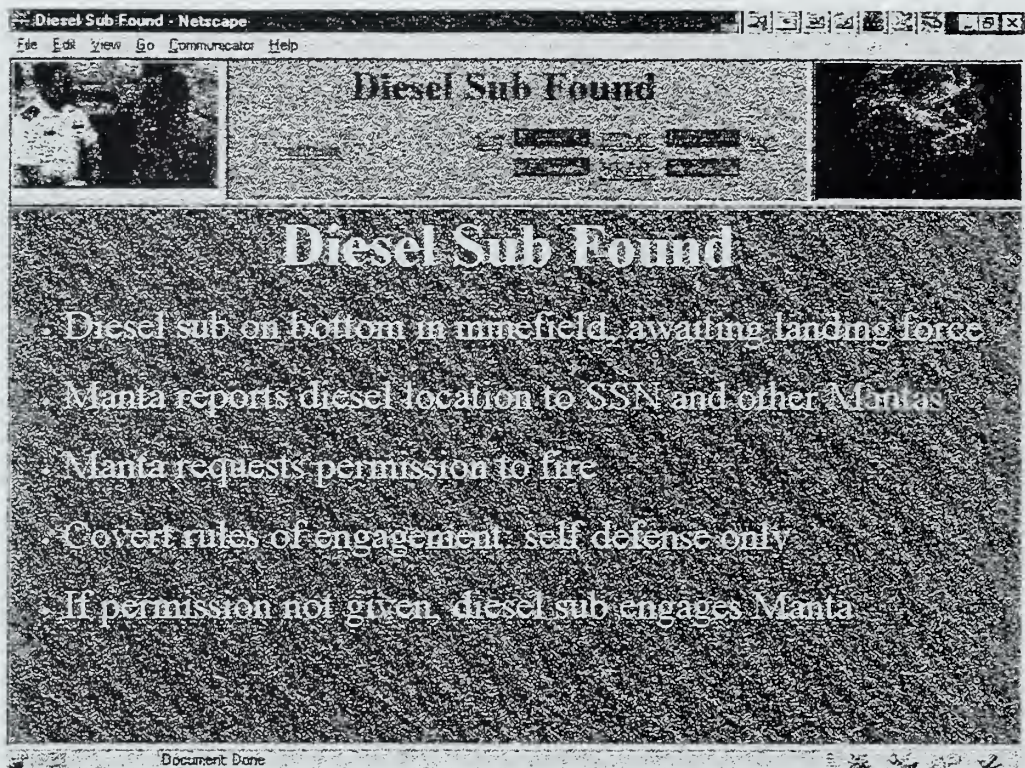 Diesel Sub Found - Netscape
File Edit View Go Communicator Help
Diesel Sub Found
Diesel Sub Found
• Diesel sub on bottom in minefield, awaiting landing force
• Manta reports diesel location to SSN and other Mantas
• Manta requests permission to fire
• Covert rules of engagement: self defense only
• If permission not given, diesel sub engages Manta
Document: Done